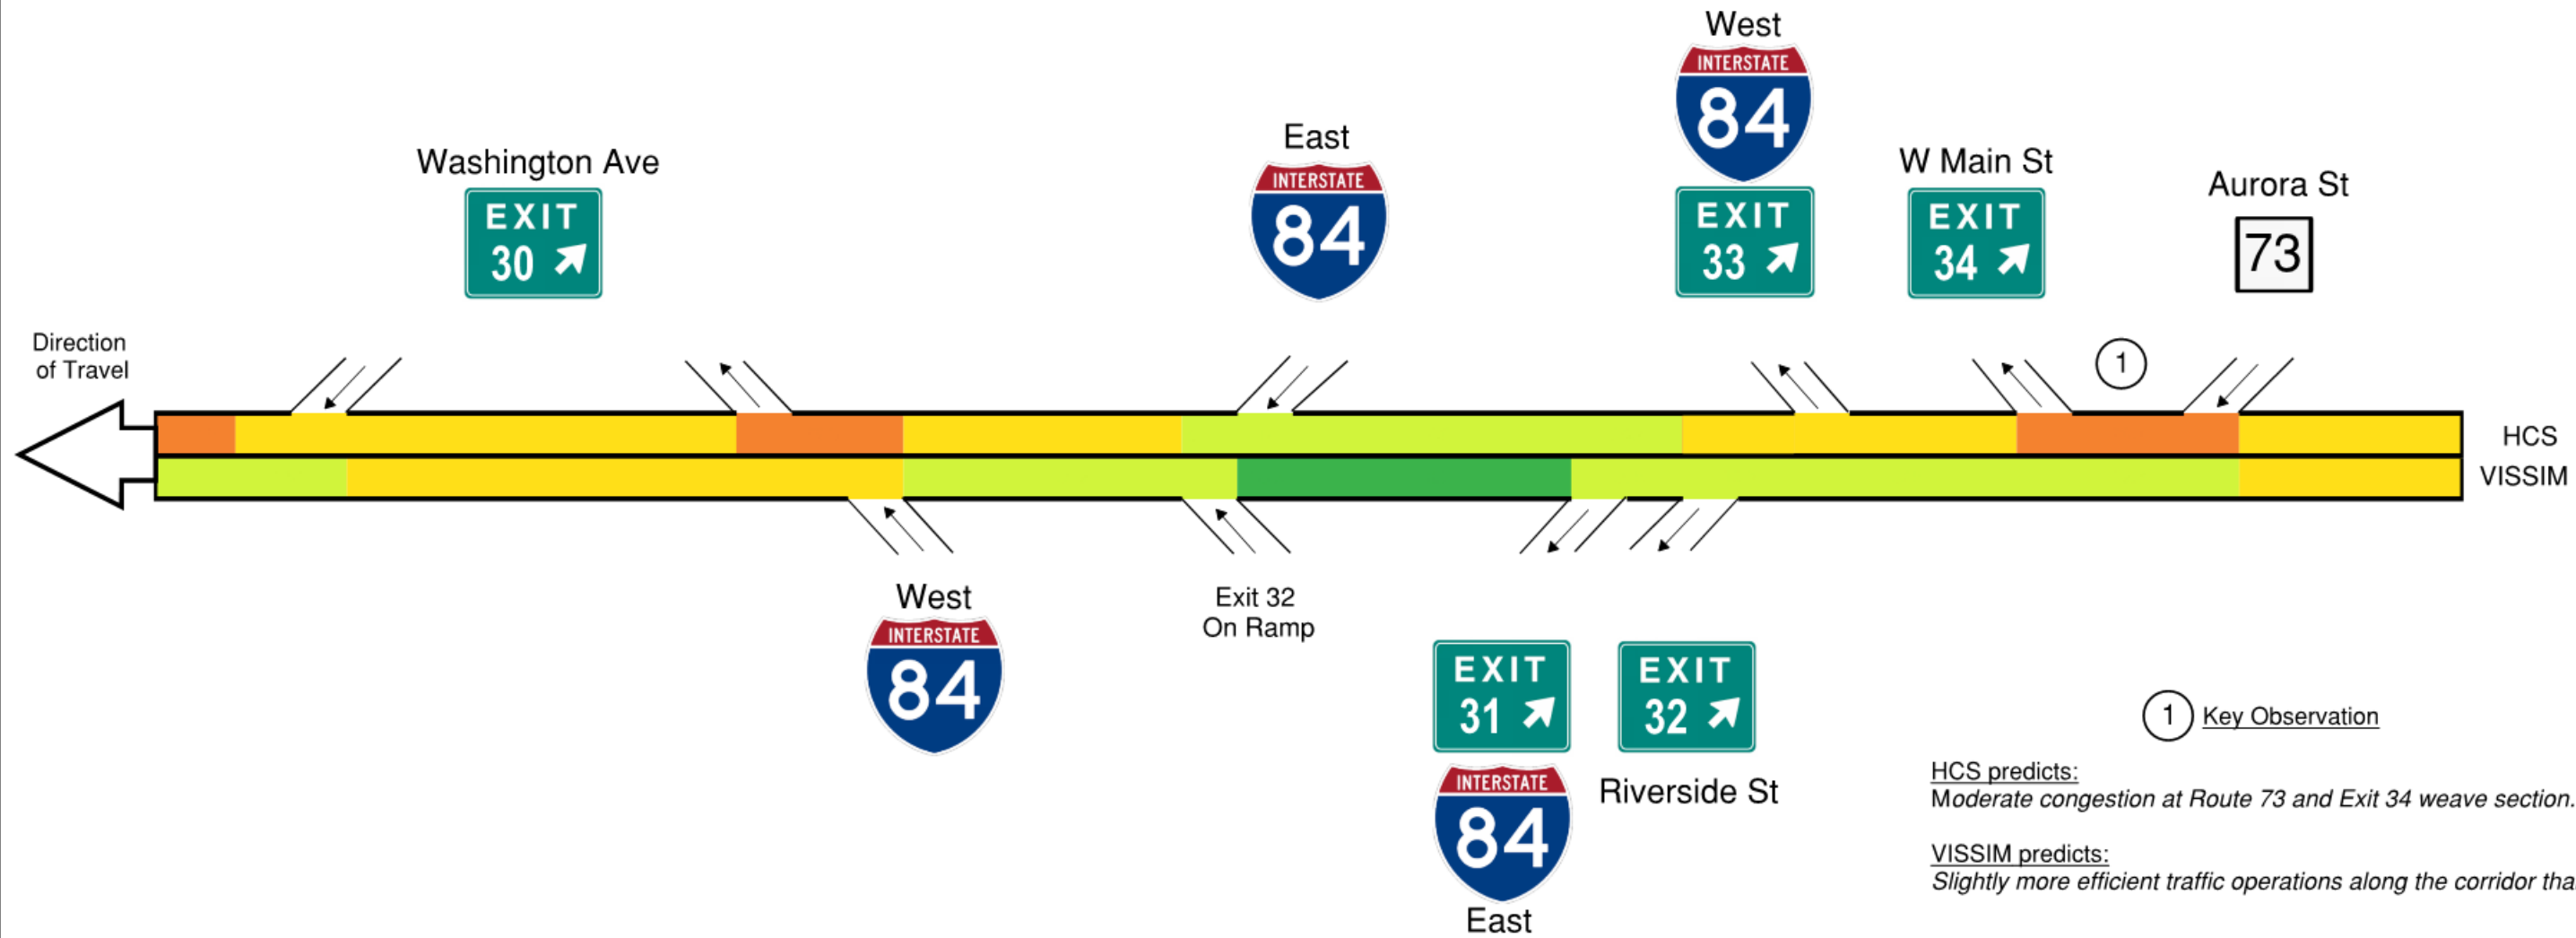 West
INTERSTATE
84
East
INTERSTATE
84
Washington Ave
EXIT
30
EXIT
33
W Main St
EXIT
34
Aurora St
73
Direction
of Travel
1
HCS
VISSIM
West
INTERSTATE
84
Exit 32
On Ramp
EXIT
31
INTERSTATE
84
East
EXIT
32
Riverside St
1 Key Observation
HCS predicts:
Moderate congestion at Route 73 and Exit 34 weave section.
VISSIM predicts:
Slightly more efficient traffic operations along the corridor